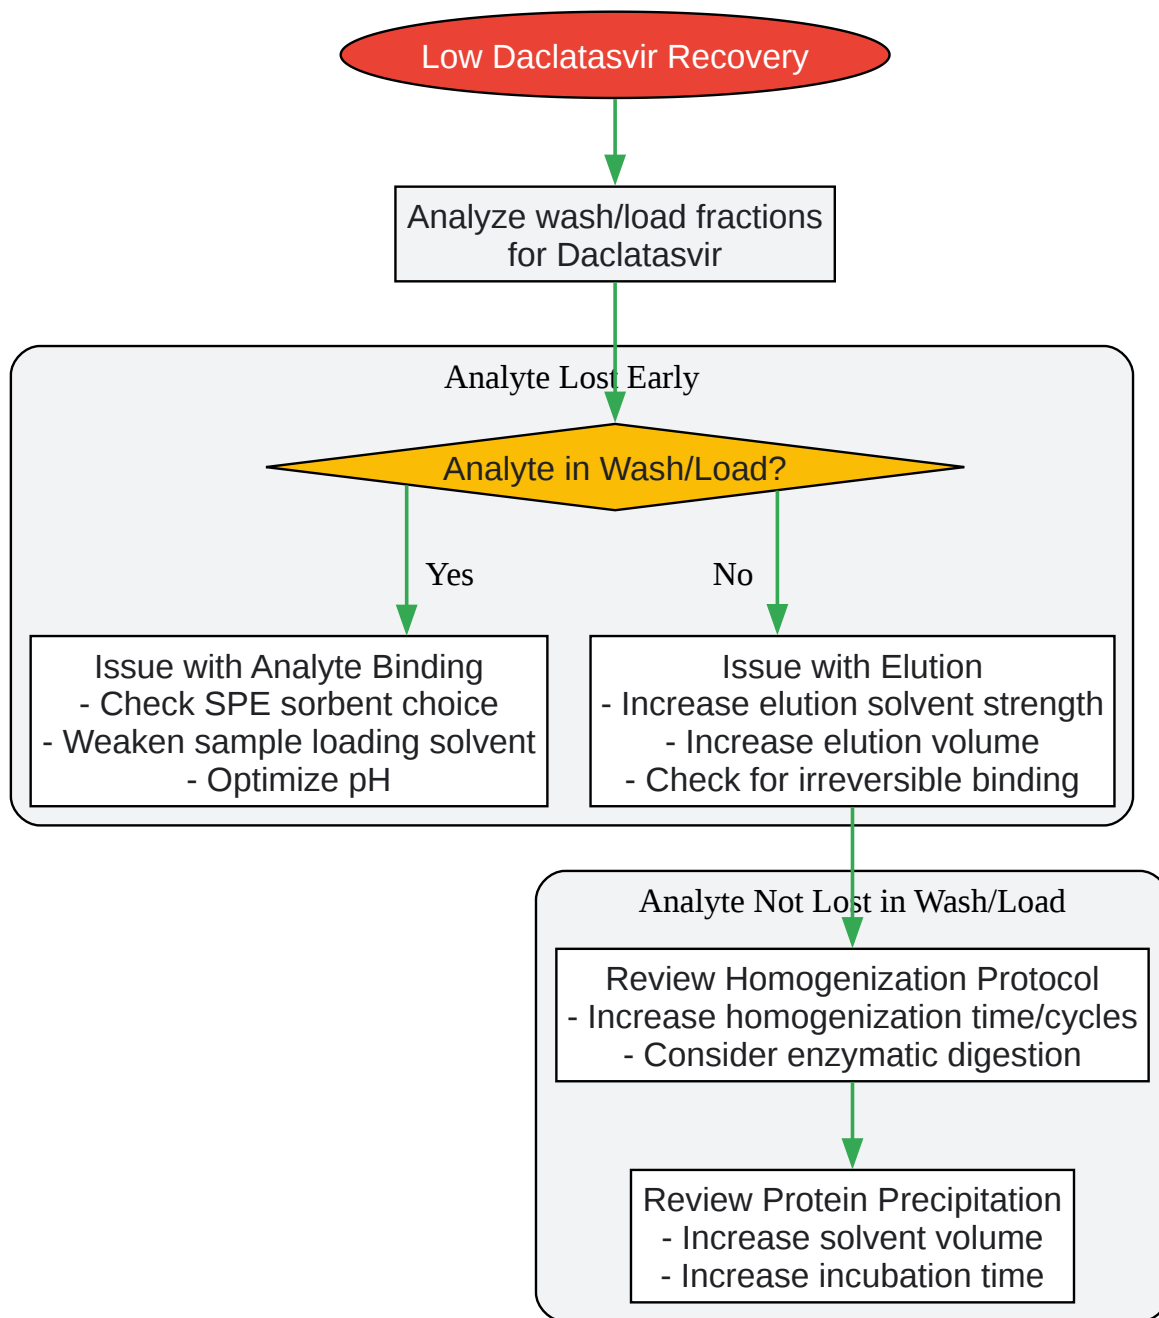 Low Daclatasvir Recovery
Analyze wash/load fractions
for Daclatasvir
Analyte Lost Early
Analyte in Wash/Load?
Yes
No
Issue with Analyte Binding
- Check SPE sorbent choice
- Weaken sample loading solvent
- Optimize pH
Issue with Elution
- Increase elution solvent strength
- Increase elution volume
- Check for irreversible binding
Analyte Not Lost in Wash/Load
Review Homogenization Protocol
- Increase homogenization time/cycles
- Consider enzymatic digestion
Review Protein Precipitation
- Increase solvent volume
- Increase incubation time